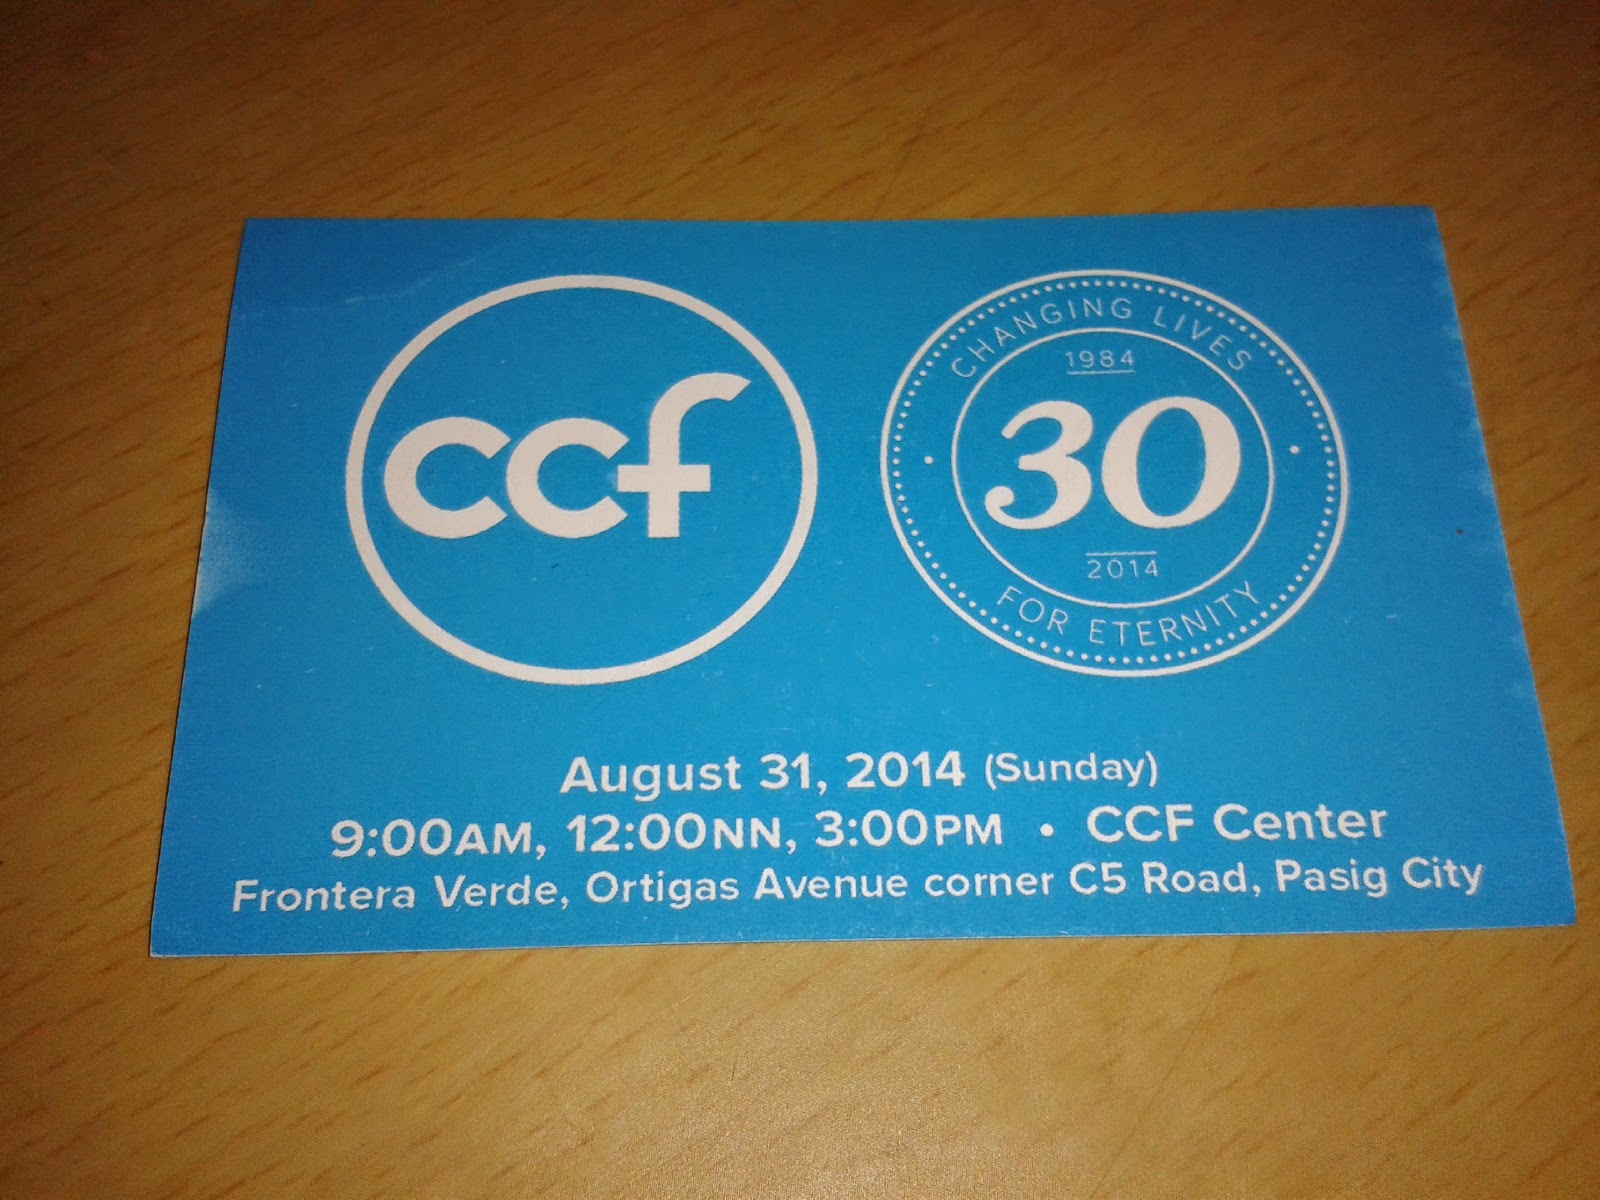 ccf
CHANGING LIVES
1984
30
2014
FOR ETERNITY
August 31, 2014 (Sunday)
9:00AM, 12:00NN, 3:00PM • CCF Center
Frontera Verde, Ortigas Avenue corner C5 Road, Pasig City